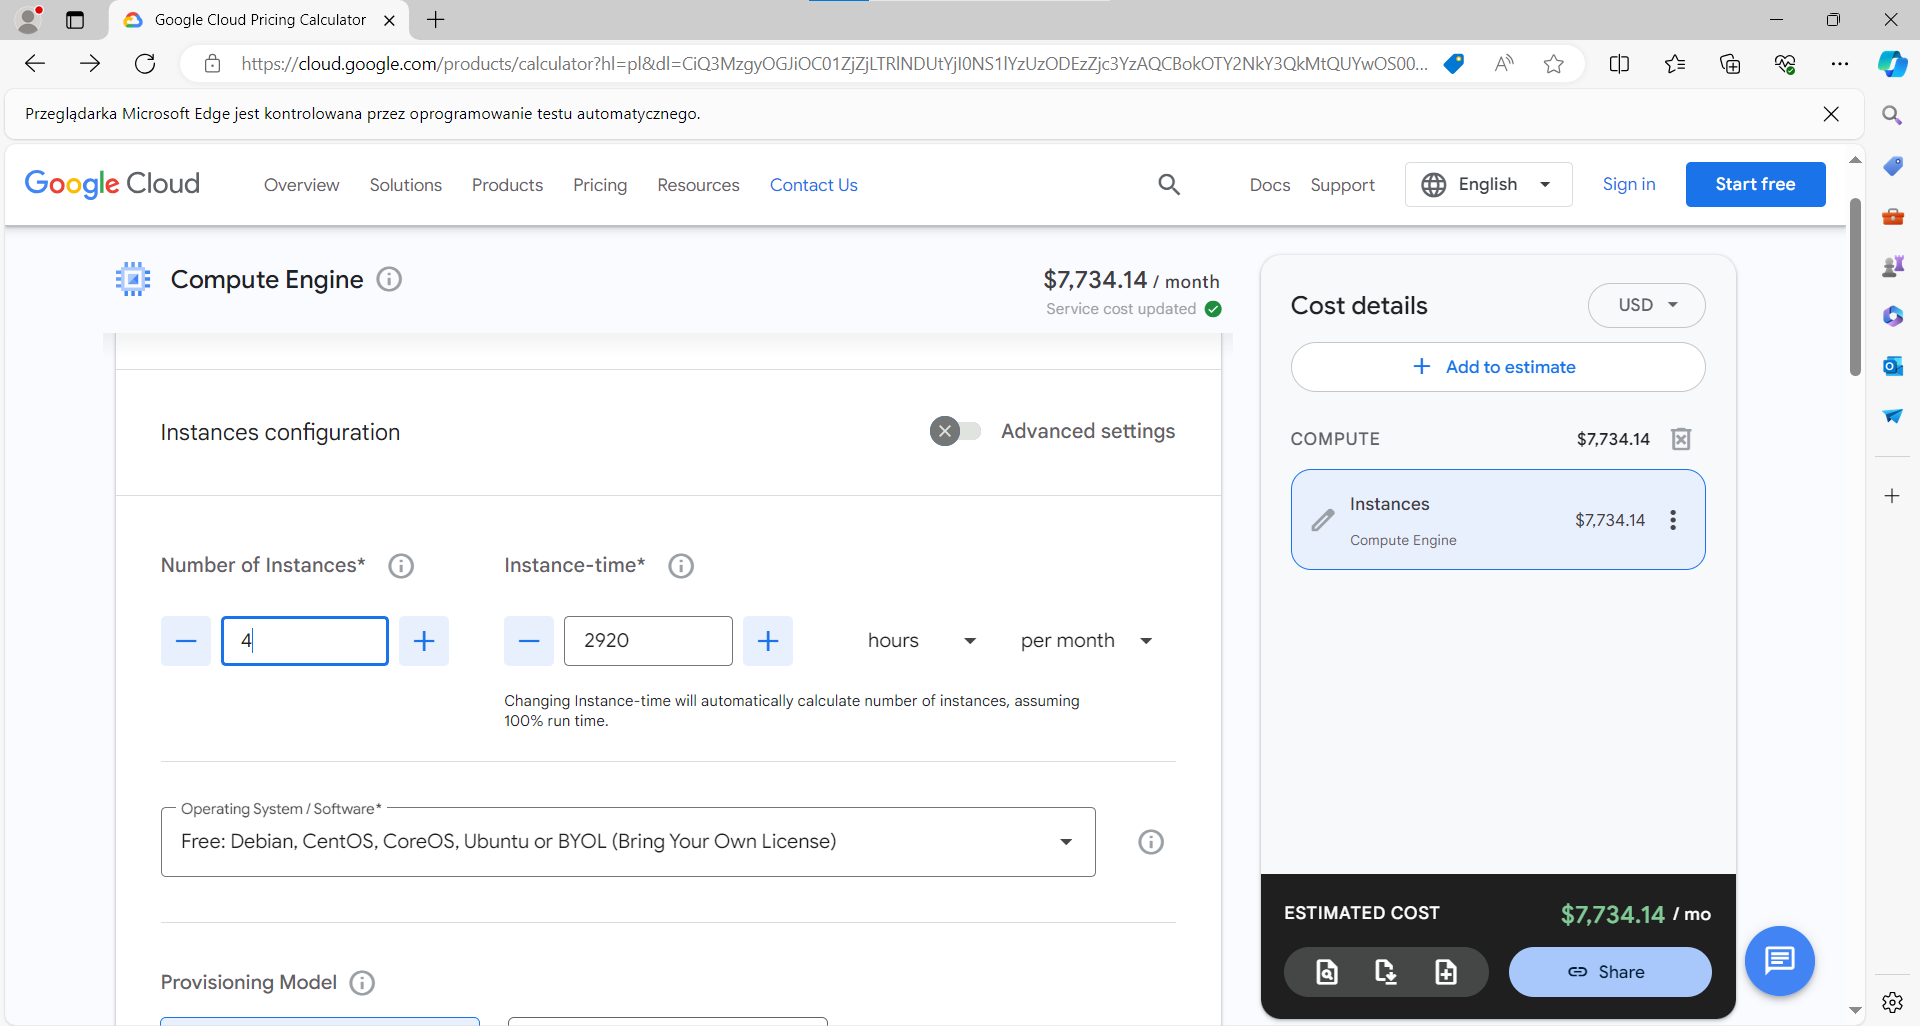 Google Cloud Pricing Calculator
https://cloud.google.com/products/calculator?hl=pl&dl=CiQ3MzgyOGJiOC01ZjZjLTRlNDUtYjI0NS1lYzUzODEzZjc3YzAQCBokOTY2NkY3QkMtQUYwOS00...
Przeglądarka Microsoft Edge jest kontrolowana przez oprogramowanie testu automatycznego.
Google Cloud
Overview
Solutions
Products
Pricing
Resources
Contact Us
Docs
Support
English
Sign in
Start free
Compute Engine
$7,734.14 / month
Service cost updated
Instances configuration
Advanced settings
Number of Instances*
Instance-time*
4
2920
hours
per month
Changing Instance-time will automatically calculate number of instances, assuming
100% run time.
Operating System / Software*
Free: Debian, CentOS, CoreOS, Ubuntu or BYOL (Bring Your Own License)
Provisioning Model
Cost details
USD
Add to estimate
COMPUTE
$7,734.14
Instances
$7,734.14
Compute Engine
ESTIMATED COST
$7,734.14 / mo
Share